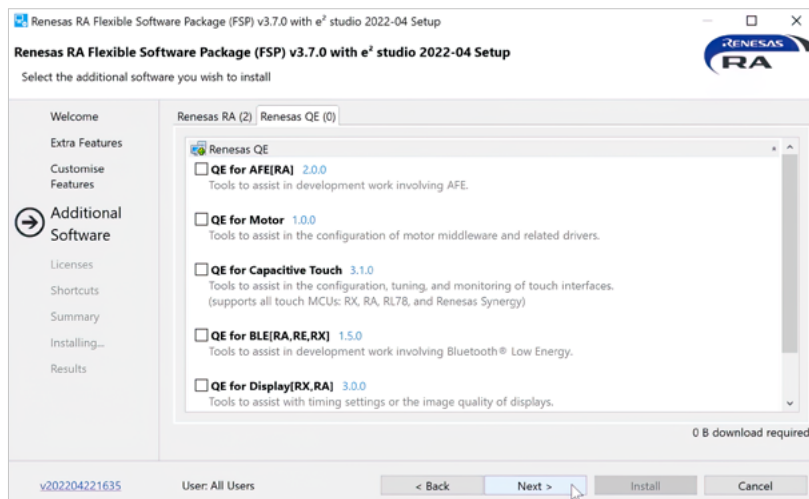 Renesas RA Flexible Software Package (FSP) v3.7.0 with e² studio 2022-04 Setup
Renesas RA Flexible Software Package (FSP) v3.7.0 with e² studio 2022-04 Setup
Select the additional software you wish to install
RENESAS
RA
Welcome
Extra Features
Customise
Features
Additional
Software
Licenses
Shortcuts
Summary
Installing...
Results
Renesas RA (2) Renesas QE (0)
Renesas QE
QE for AFE[RA] 2.0.0
Tools to assist in development work involving AFE.
QE for Motor 1.0.0
Tools to assist in the configuration of motor middleware and related drivers.
QE for Capacitive Touch 3.1.0
Tools to assist in the configuration, tuning, and monitoring of touch interfaces.
(supports all touch MCUs: RX, RA, RL78, and Renesas Synergy)
QE for BLE[RA,RE,RX] 1.5.0
Tools to assist in development work involving Bluetooth® Low Energy.
QE for Display[RX,RA] 3.0.0
Tools to assist with timing settings or the image quality of displays.
0 B download required
v202204221635 User: All Users < Back Next > Install Cancel